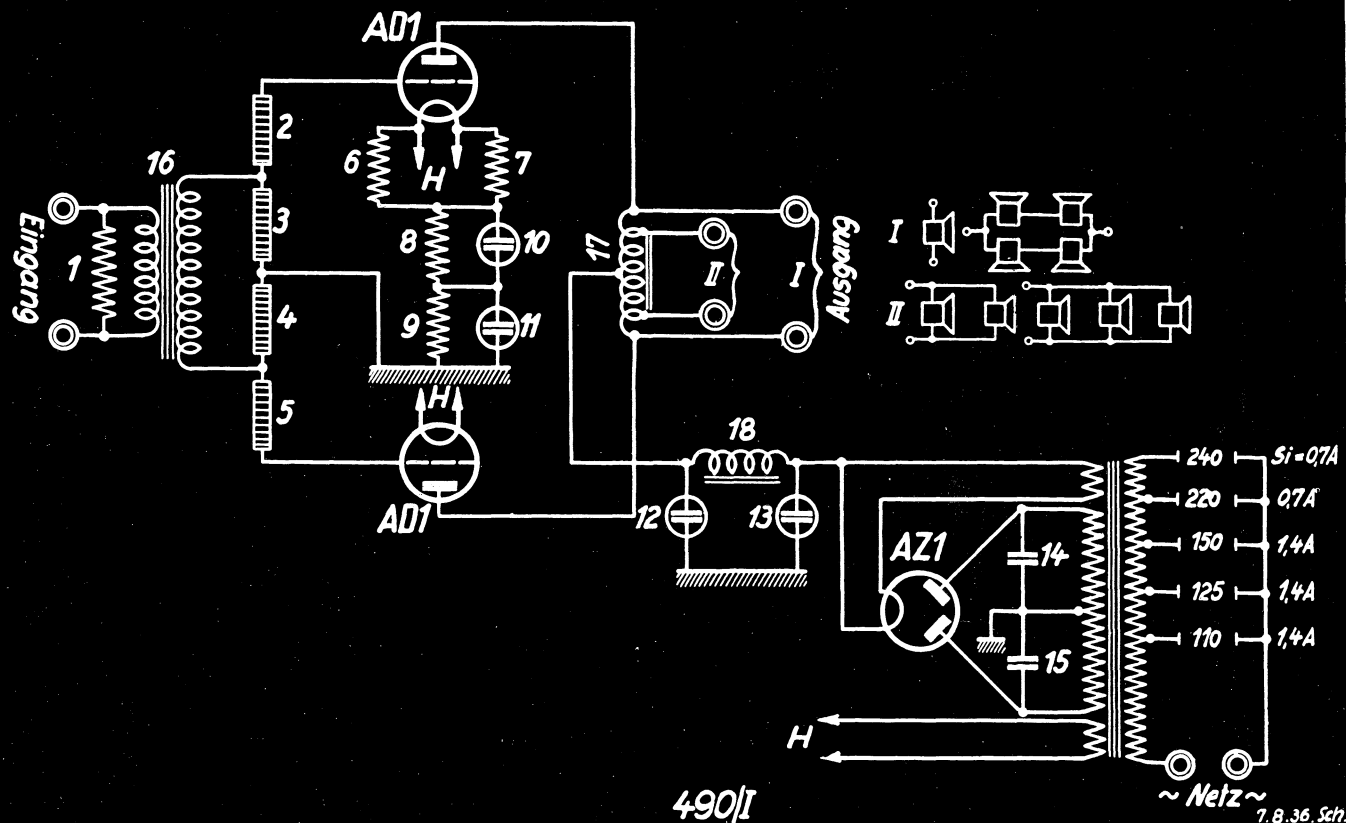 AD1
2
6
7
H
16
3
Eingang
1
8
10
17
II
I
Ausgang
I
4
9
11
II
H
5
AD1
18
12
13
AZ1
14
15
240 Si=0,7A
220 0,7A
150 1,4A
125 1,4A
110 1,4A
H
~ Netz ~
490/I
7.8.36. Sch.